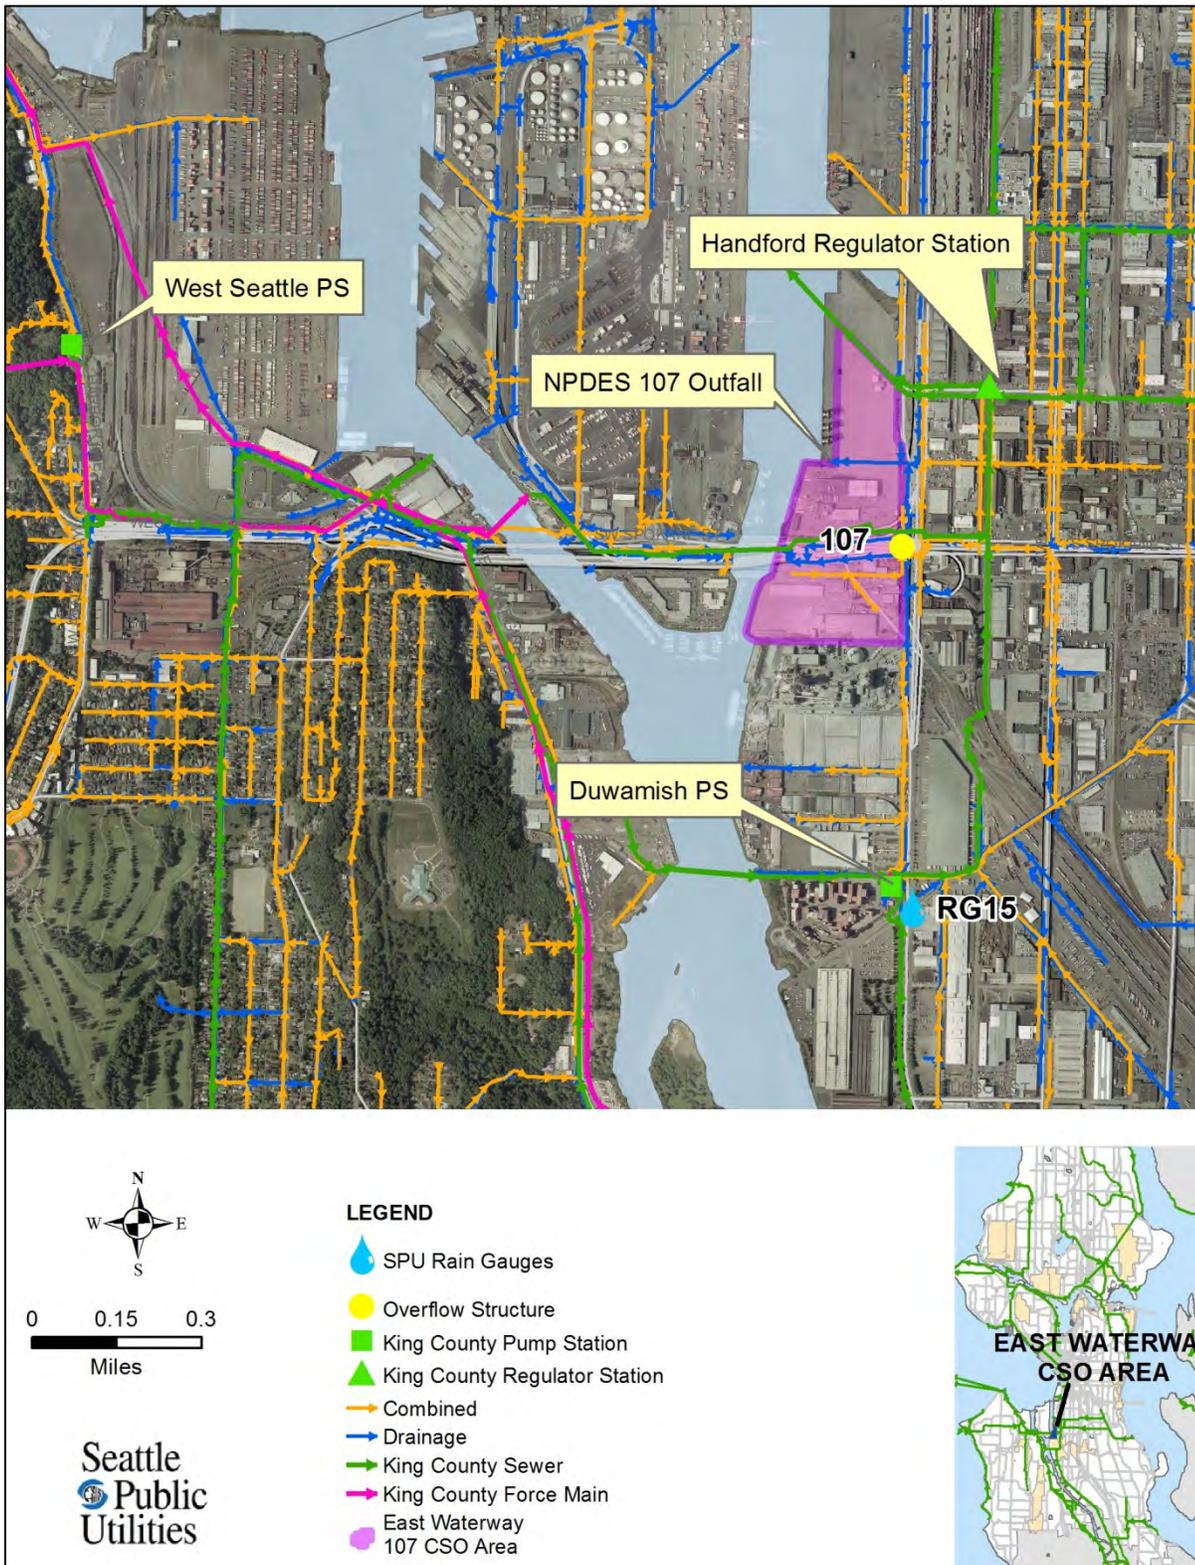 Handford Regulator Station
West Seattle PS
NPDES 107 Outfall
107
Duwamish PS
RG15
N
W
E
S
0 0.15 0.3
Miles
Seattle
Public
Utilities
LEGEND
SPU Rain Gauges
Overflow Structure
King County Pump Station
King County Regulator Station
Combined
Drainage
King County Sewer
King County Force Main
East Waterway
107 CSO Area
EAST WATERWA
CSO AREA